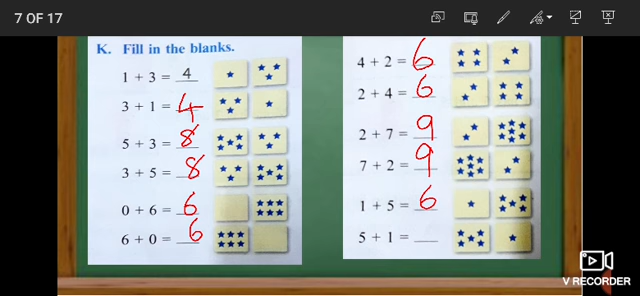 7 OF 17
K. Fill in the blanks.
1 + 3 = 4
3 + 1 = 4
5 + 3 = 8
3 + 5 = 8
0 + 6 = 6
6 + 0 = 6
4 + 2 = 6
2 + 4 = 6
2 + 7 = 9
7 + 2 = 9
1 + 5 = 6
5 + 1 = __
V RECORDER